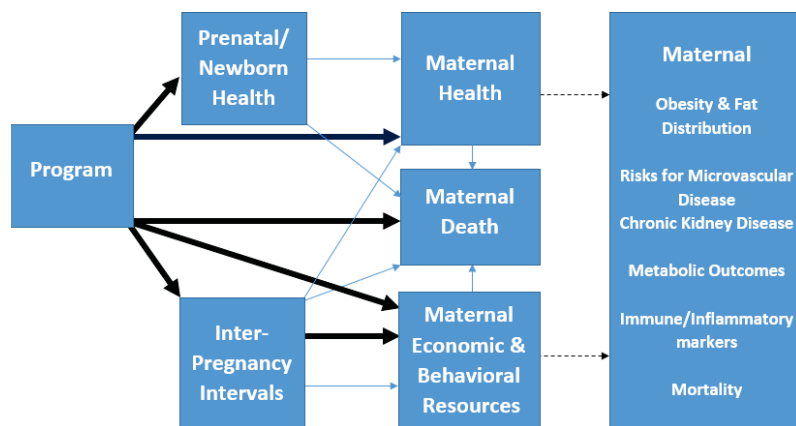 Program
Prenatal/
Newborn
Health
Inter-
Pregnancy
Intervals
Maternal
Health
Maternal
Death
Maternal
Economic &
Behavioral
Resources
Maternal
Obesity & Fat
Distribution
Risks for Microvascular
Disease
Chronic Kidney Disease
Metabolic Outcomes
Immune/Inflammatory
markers
Mortality